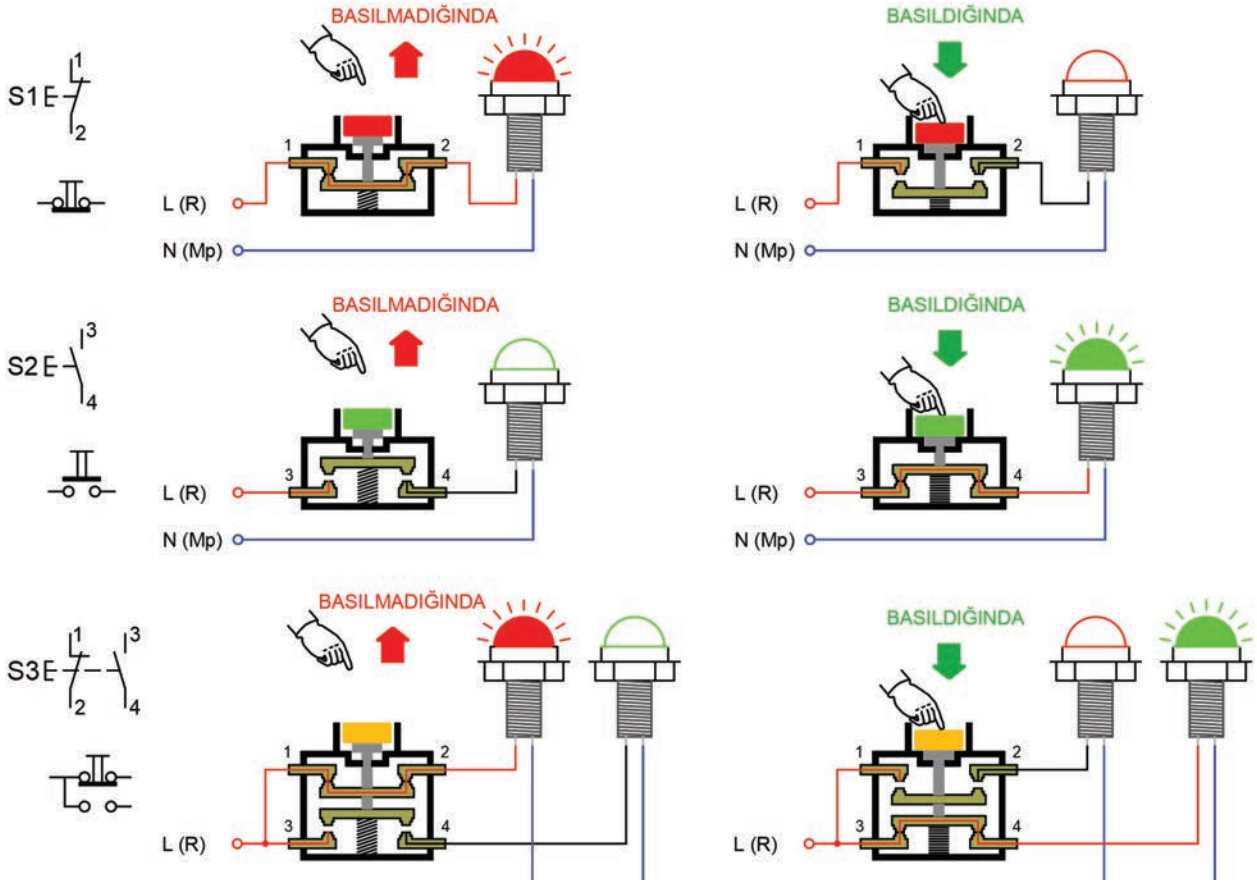 BASILMADIĞINDA
BASILDIĞINDA
1
S1
2
1
2
1
2
L (R)
L (R)
N (Mp)
N (Mp)
BASILMADIĞINDA
BASILDIĞINDA
3
S2
4
3
4
3
4
L (R)
L (R)
N (Mp)
N (Mp)
BASILMADIĞINDA
BASILDIĞINDA
1 3
S3
2 4
1
2
1
2
3
4
3
4
L (R)
L (R)